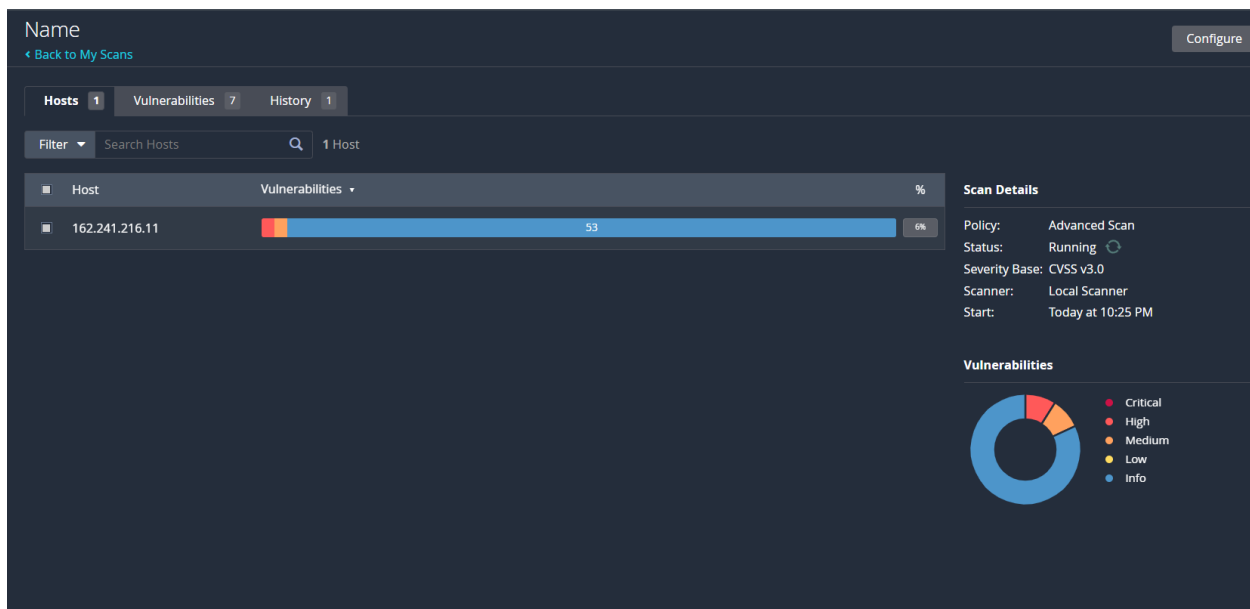 Name
Back to My Scans
Configure
Hosts 1 Vulnerabilities 7 History 1
Filter Search Hosts 1 Host
Host Vulnerabilities %
162.241.216.11 53 6%
Scan Details
Policy: Advanced Scan
Status: Running
Severity Base: CVSS v3.0
Scanner: Local Scanner
Start: Today at 10:25 PM
Vulnerabilities
Critical
High
Medium
Low
Info